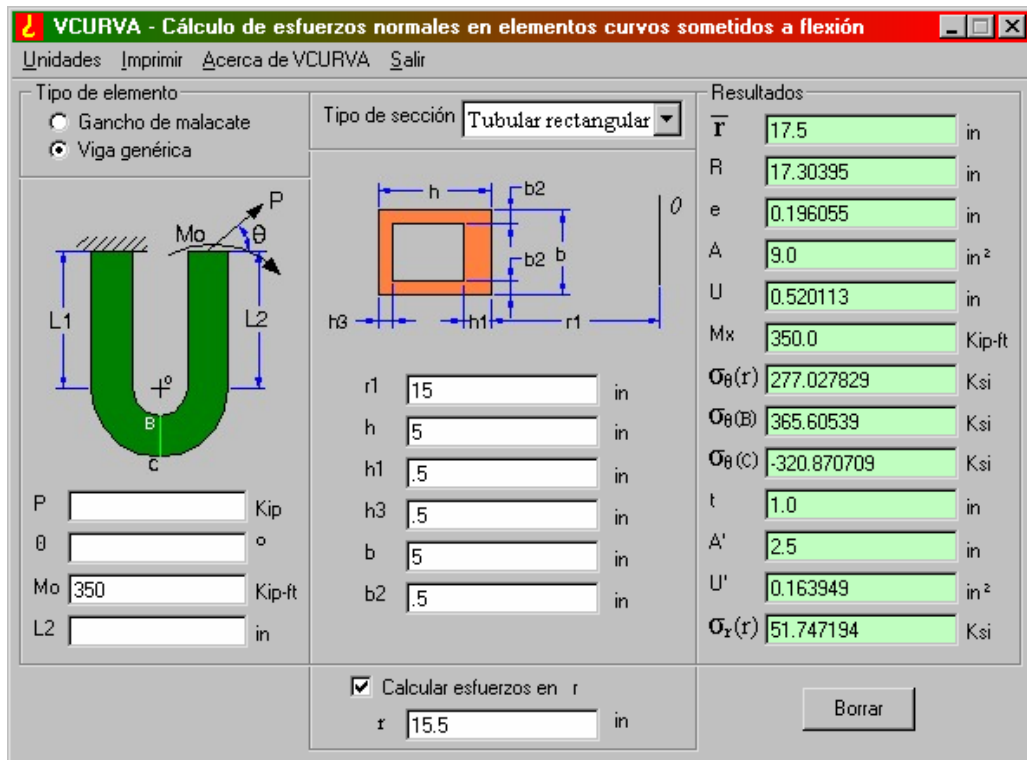 VCURVA - Cálculo de esfuerzos normales en elementos curvos sometidos a flexión
Unidades Imprimir Acerca de VCURVA Salir
Tipo de elemento
Gancho de malacate
Viga genérica
Tipo de sección Tubular rectangular
P
Mo θ
L1 L2
o
B
C
h b2
0
b2 b
h3 h1 r1
P Kip
θ °
Mo 350 Kip-ft
L2 in
r1 15 in
h 5 in
h1 .5 in
h3 .5 in
b 5 in
b2 .5 in
Calcular esfuerzos en r
r 15.5 in
Resultados
r̅ 17.5 in
R 17.30395 in
e 0.196055 in
A 9.0 in²
U 0.520113 in
Mx 350.0 Kip-ft
σθ(r) 277.027829 Ksi
σθ(B) 365.60539 Ksi
σθ(C) -320.870709 Ksi
t 1.0 in
A' 2.5 in
U' 0.163949 in²
σr(r) 51.747194 Ksi
Borrar